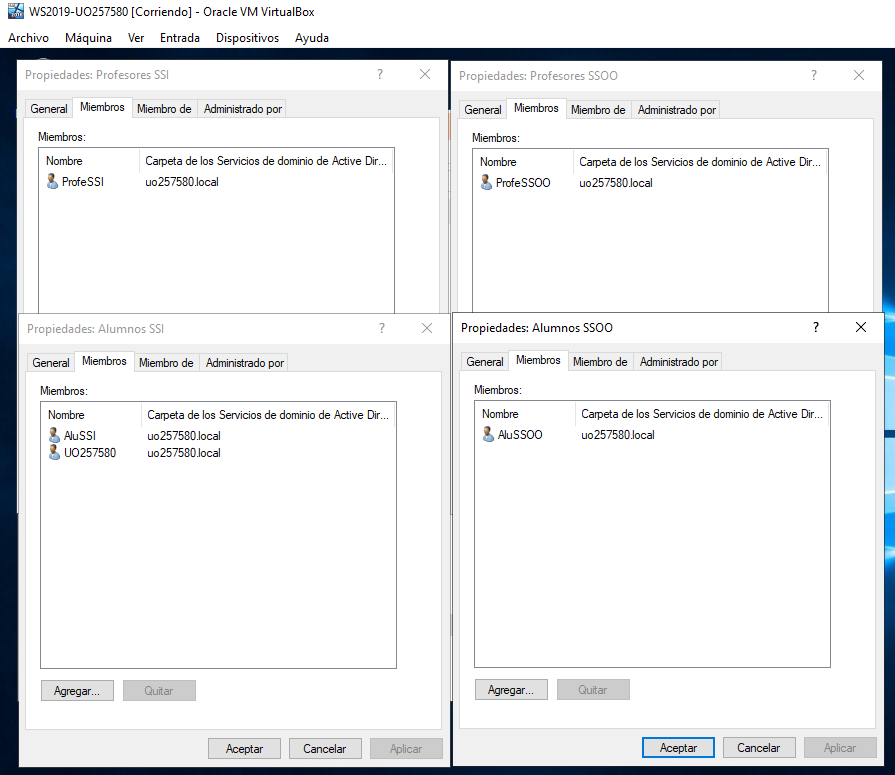 WS2019-UO257580 [Corriendo] - Oracle VM VirtualBox
Archivo Máquina Ver Entrada Dispositivos Ayuda
Propiedades: Profesores SSI ?
General Miembros Miembro de Administrado por
Miembros:
Nombre Carpeta de los Servicios de dominio de Active Dir...
ProfeSSI uo257580.local
Propiedades: Profesores SSOO ?
General Miembros Miembro de Administrado por
Miembros:
Nombre Carpeta de los Servicios de dominio de Active Dir...
ProfeSSOO uo257580.local
Propiedades: Alumnos SSI ?
General Miembros Miembro de Administrado por
Miembros:
Nombre Carpeta de los Servicios de dominio de Active Dir...
AluSSI uo257580.local
UO257580 uo257580.local
Agregar... Quitar
Aceptar Cancelar Aplicar
Propiedades: Alumnos SSOO ?
General Miembros Miembro de Administrado por
Miembros:
Nombre Carpeta de los Servicios de dominio de Active Dir...
AluSSOO uo257580.local
Agregar... Quitar
Aceptar Cancelar Aplicar